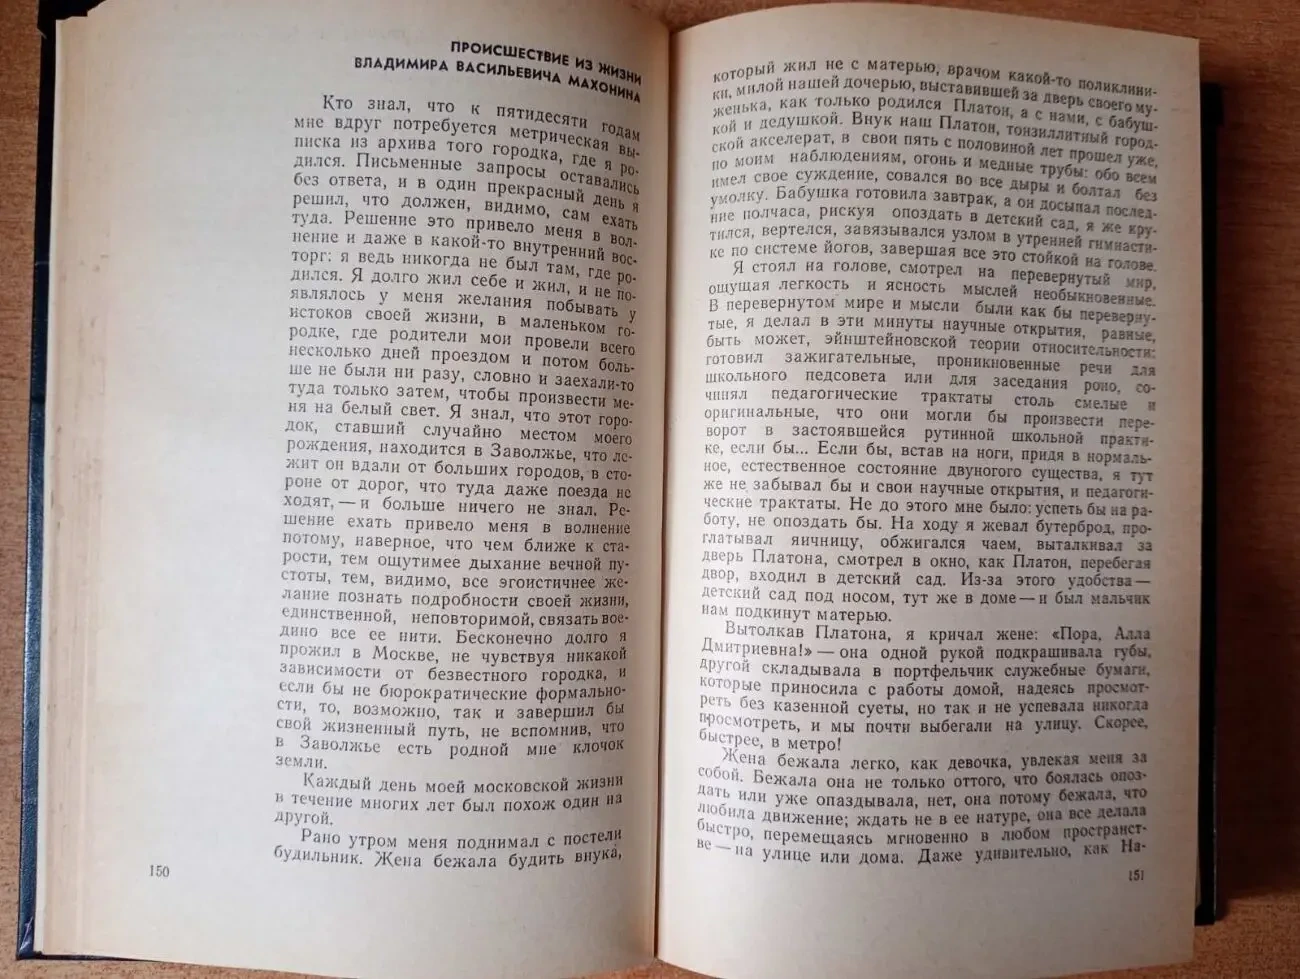 ПРОИСШЕСТВИЕ ИЗ ЖИЗНИ
ВЛАДИМИРА ВАСИЛЬЕВИЧА МАХОНИНА
Кто знал, что к пятидесяти годам
мне вдруг потребуется метрическая вы-
писка из архива того городка, где я ро-
дился. Письменные запросы оставались
без ответа, и в один прекрасный день я
решил, что должен, видимо, сам ехать
туда. Решение это привело меня в вол-
нение и даже в какой-то внутренний вос-
торг: я ведь никогда не был там, где ро-
дился. Я долго жил себе и жил, и не по-
являлось у меня желания побывать у
истоков своей жизни, в маленьком го-
родке, где родители мои провели всего
несколько дней проездом и потом боль-
ше не были ни разу, словно и заехали-то
туда только затем, чтобы произвести ме-
ня на белый свет. Я знал, что этот горо-
док, ставший случайно местом моего
рождения, находится в Заволжье, что ле-
жит он вдали от больших городов, в сто-
роне от дорог, что туда даже поезда не
ходят, — и больше ничего не знал. Ре-
шение ехать привело меня в волнение
потому, наверное, что чем ближе к ста-
рости, тем ощутимее дыхание вечной пу-
стоты, тем, видимо, все эгоистичнее же-
лание познать подробности своей жизни,
единственной, неповторимой, связать вое-
дино все ее нити. Бесконечно долго я
прожил в Москве, не чувствуя никакой
зависимости от безвестного городка, и
если бы не бюрократические формально-
сти, то, возможно, так и завершил бы
свой жизненный путь, не вспомнив, что
в Заволжье есть родной мне клочок
земли.
Каждый день моей московской жизни
в течение многих лет был похож один на
другой.
Рано утром меня поднимал с постели
будильник. Жена бежала будить внука,
150
который жил не с матерью, врачом какой-то поликлини-
ки, милой нашей дочерью, выставившей за дверь своего му-
женька, как только родился Платон, а с нами, с бабуш-
кой и дедушкой. Внук наш Платон, тонзиллитный город-
ской акселерат, в свои пять с половиной лет прошел уже,
по моим наблюдениям, огонь и медные трубы: обо всем
имел свое суждение, совался во все дыры и болтал без
умолку. Бабушка готовила завтрак, а он досыпал послед-
ние полчаса, рискуя опоздать в детский сад, я же кру-
тился, вертелся, завязывался узлом в утренней гимнасти-
ке по системе йогов, завершая все это стойкой на голове.
Я стоял на голове, смотрел на перевернутый мир,
ощущая легкость и ясность мыслей необыкновенные.
В перевернутом мире и мысли были как бы переверну-
тые, я делал в эти минуты научные открытия, равные,
быть может, эйнштейновской теории относительности:
готовил зажигательные, проникновенные речи для
школьного педсовета или для заседания роно, со-
чинял педагогические трактаты столь смелые и
оригинальные, что они могли бы произвести пере-
ворот в застоявшейся рутинной школьной практи-
ке, если бы... Если бы, встав на ноги, придя в нормаль-
ное, естественное состояние двуногого существа, я тут
же не забывал бы и свои научные открытия, и педагоги-
ческие трактаты. Не до этого мне было: успеть бы на ра-
боту, не опоздать бы. На ходу я жевал бутерброд, про-
глатывал яичницу, обжигался чаем, выталкивал за
дверь Платона, смотрел в окно, как Платон, перебегая
двор, входил в детский сад. Из-за этого удобства —
детский сад под носом, тут же в доме — и был мальчик
нам подкинут матерью.
Вытолкав Платона, я кричал жене: «Пора, Алла
Дмитриевна!» — она одной рукой подкрашивала губы,
другой складывала в портфельчик служебные бумаги,
которые приносила с работы домой, надеясь просмот-
реть без казенной суеты, но так и не успевала никогда
просмотреть, и мы почти выбегали на улицу. Скорее,
быстрее, в метро!
Жена бежала легко, как девочка, увлекая меня за
собой. Бежала она не только оттого, что боялась опоз-
дать или уже опаздывала, нет, она потому бежала, что
любила движение; ждать не в ее натуре, она все делала
быстро, перемещаясь мгновенно в любом пространст-
ве — на улице или дома. Даже удивительно, как На-
151